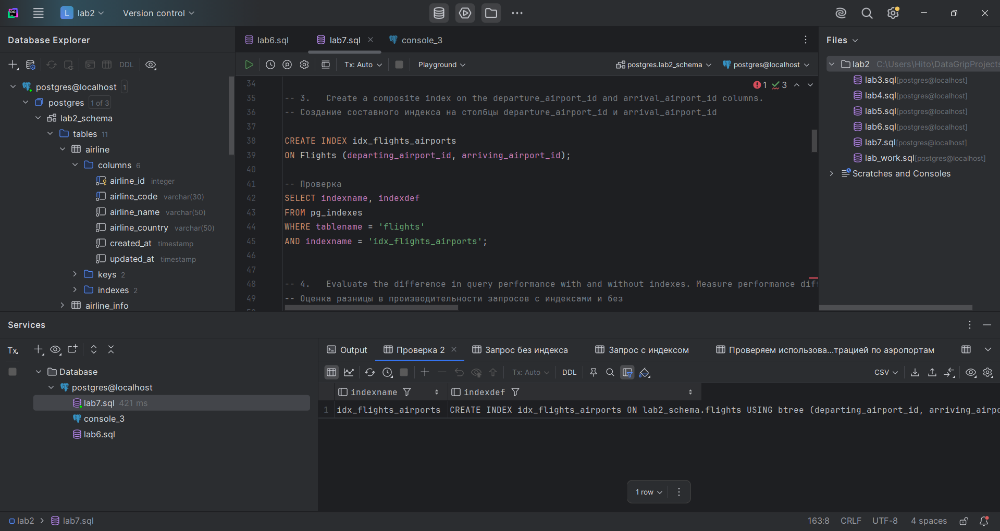 L lab2 Version control
Database Explorer
DDL
postgres@localhost 1
postgres 1 of 3
lab2_schema
tables 11
airline
columns 6
airline_id integer
airline_code varchar(30)
airline_name varchar(50)
airline_country varchar(50)
created_at timestamp
updated_at timestamp
keys 2
indexes 2
airline_info
lab6.sql lab7.sql console_3
Tx: Auto Playground postgres.lab2_schema postgres@localhost
1 3
34
35 -- 3. Create a composite index on the departure_airport_id and arrival_airport_id columns.
36 -- Создание составного индекса на столбцы departure_airport_id и arrival_airport_id
37
38 CREATE INDEX idx_flights_airports
39 ON Flights (departing_airport_id, arriving_airport_id);
40
41 -- Проверка
42 SELECT indexname, indexdef
43 FROM pg_indexes
44 WHERE tablename = 'flights'
45 AND indexname = 'idx_flights_airports';
46
47
48 -- 4. Evaluate the difference in query performance with and without indexes. Measure performance dif
49 -- Оценка разницы в производительности запросов с индексами и без
Files
lab2 C:\Users\Hito\DataGripProjects
lab3.sql [postgres@localhost]
lab4.sql [postgres@localhost]
lab5.sql [postgres@localhost]
lab6.sql [postgres@localhost]
lab7.sql [postgres@localhost]
lab_work.sql [postgres@localhost]
Scratches and Consoles
Services
Tx
Database
postgres@localhost
lab7.sql 421 ms
console_3
lab6.sql
Output Проверка 2 Запрос без индекса Запрос с индексом Проверяем использова...трацией по аэропортам
Tx: Auto DDL CSV
indexname indexdef
1 idx_flights_airports CREATE INDEX idx_flights_airports ON lab2_schema.flights USING btree (departing_airport_id, arriving_airpo
1 row
lab2 > lab7.sql
163:8 CRLF UTF-8 4 spaces